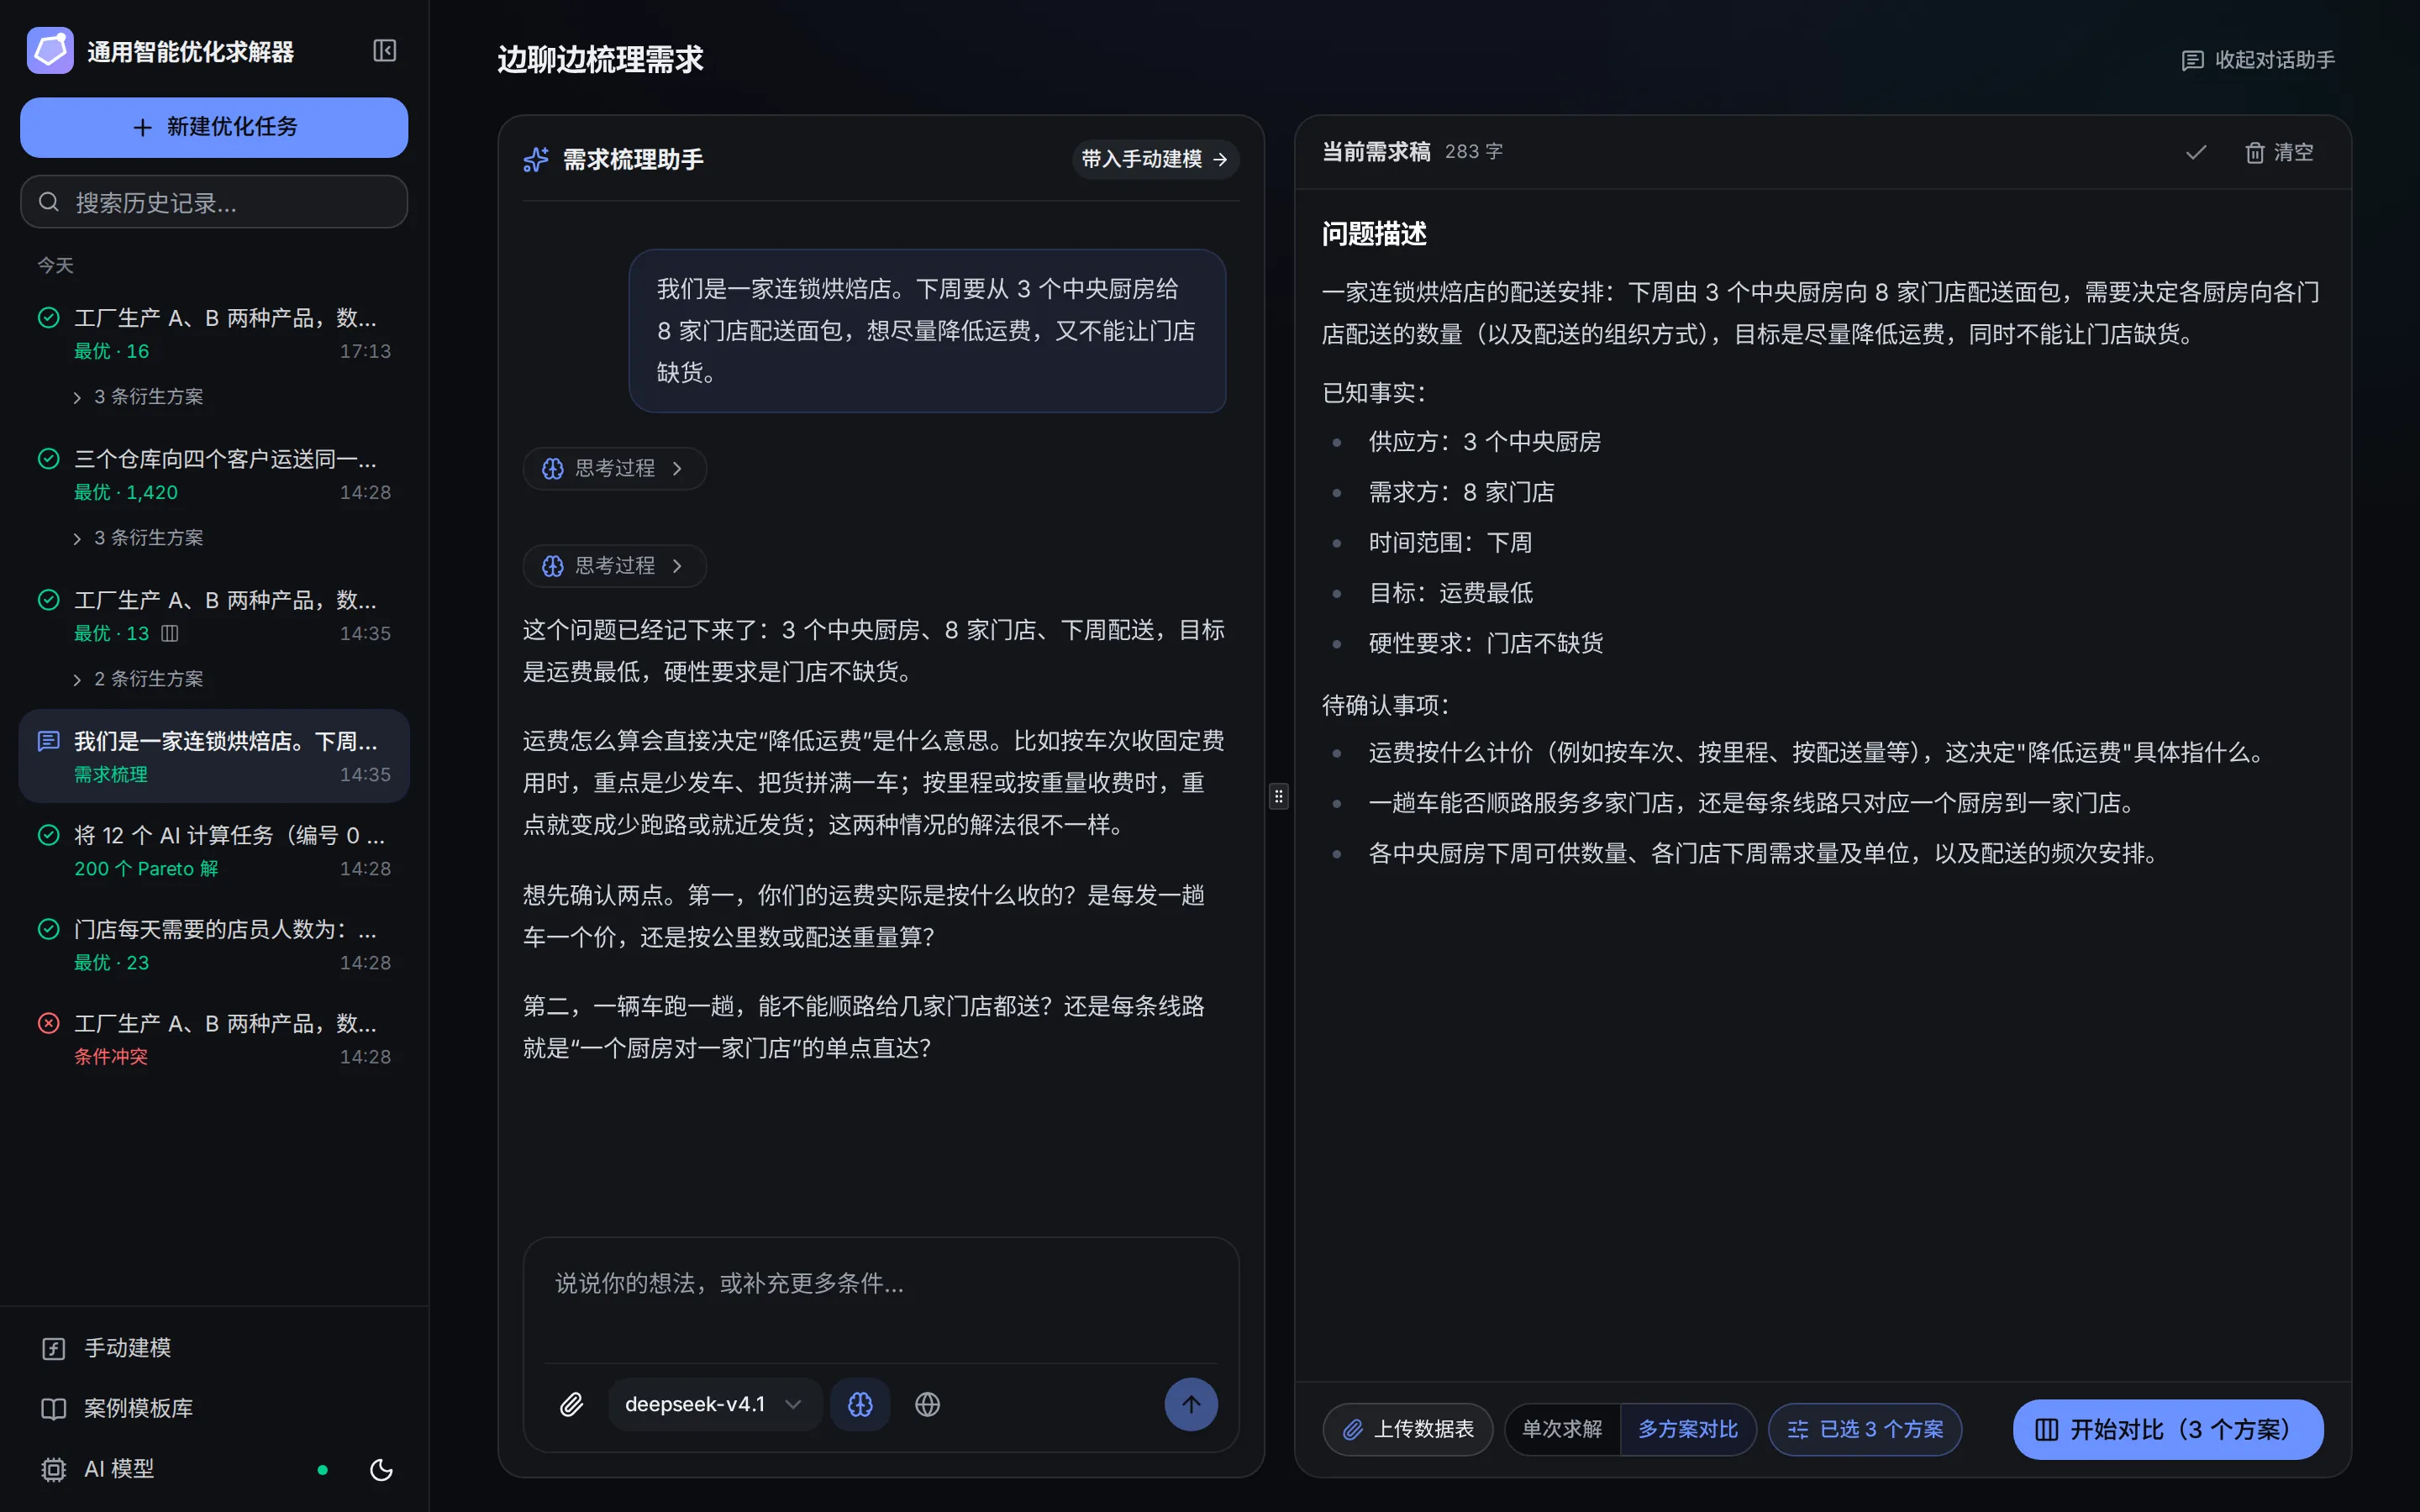 通用智能优化求解器
新建优化任务
搜索历史记录...
今天
工厂生产 A、B 两种产品，数...
最优 · 16
17:13
3 条衍生方案
三个仓库向四个客户运送同一...
最优 · 1,420
14:28
3 条衍生方案
工厂生产 A、B 两种产品，数...
最优 · 13
14:35
2 条衍生方案
我们是一家连锁烘焙店。下周...
需求梳理
14:35
将 12 个 AI 计算任务（编号 0 ...
200 个 Pareto 解
14:28
门店每天需要的店员人数为：...
最优 · 23
14:28
工厂生产 A、B 两种产品，数...
条件冲突
14:28
手动建模
案例模板库
AI 模型
边聊边梳理需求
收起对话助手
需求梳理助手
带入手动建模
我们是一家连锁烘焙店。下周要从 3 个中央厨房给
8 家门店配送面包，想尽量降低运费，又不能让门店
缺货。
思考过程
思考过程
这个问题已经记下来了：3 个中央厨房、8 家门店、下周配送，目标
是运费最低，硬性要求是门店不缺货。
运费怎么算会直接决定“降低运费”是什么意思。比如按车次收固定费
用时，重点是少发车、把货拼满一车；按里程或按重量收费时，重
点就变成少跑路或就近发货；这两种情况的解法很不一样。
想先确认两点。第一，你们的运费实际是按什么收的？是每发一趟
车一个价，还是按公里数或配送重量算？
第二，一辆车跑一趟，能不能顺路给几家门店都送？还是每条线路
就是“一个厨房对一家门店”的单点直达？
说说你的想法，或补充更多条件...
deepseek-v4.1
当前需求稿 283 字
清空
问题描述
一家连锁烘焙店的配送安排：下周由 3 个中央厨房向 8 家门店配送面包，需要决定各厨房向各门
店配送的数量（以及配送的组织方式），目标是尽量降低运费，同时不能让门店缺货。
已知事实：
供应方：3 个中央厨房
需求方：8 家门店
时间范围：下周
目标：运费最低
硬性要求：门店不缺货
待确认事项：
运费按什么计价（例如按车次、按里程、按配送量等），这决定"降低运费"具体指什么。
一趟车能否顺路服务多家门店，还是每条线路只对应一个厨房到一家门店。
各中央厨房下周可供数量、各门店下周需求量及单位，以及配送的频次安排。
上传数据表
单次求解
多方案对比
已选 3 个方案
开始对比（3 个方案）